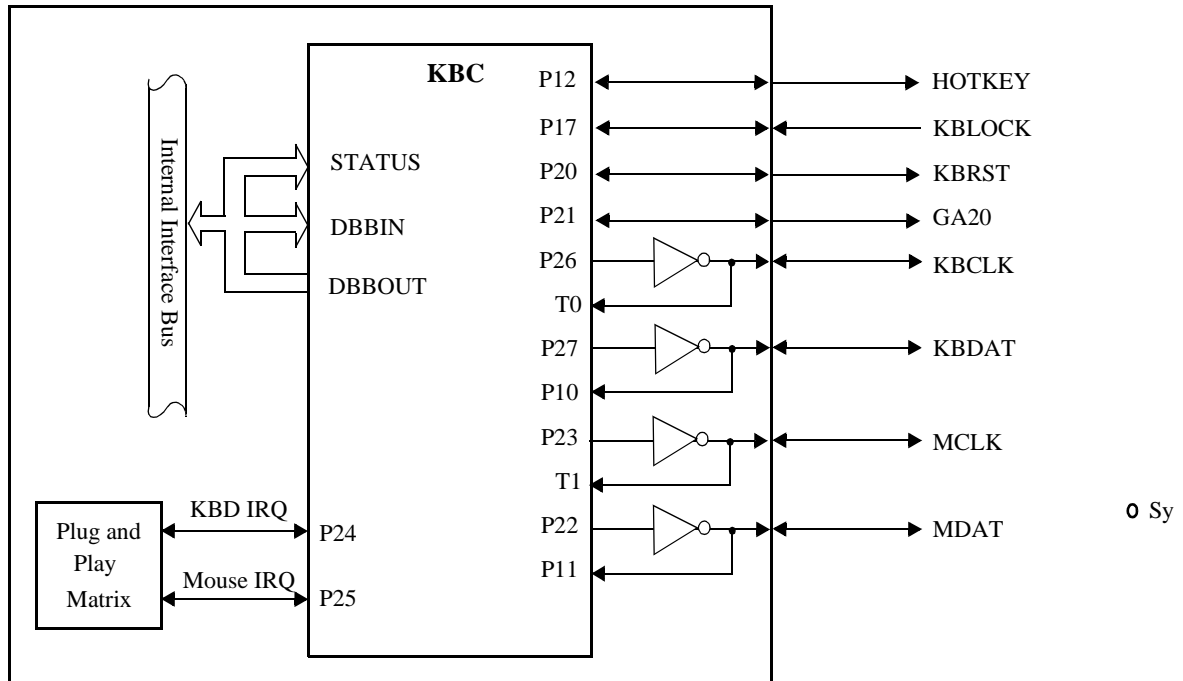 KBC
Internal Interface Bus
STATUS
DBBIN
DBBOUT
P12
HOTKEY
P17
KBLOCK
P20
KBRST
P21
GA20
P26
KBCLK
T0
P27
KBDAT
P10
P23
MCLK
T1
P22
MDAT
P11
Plug and
Play
Matrix
KBD IRQ
P24
Mouse IRQ
P25
Sy